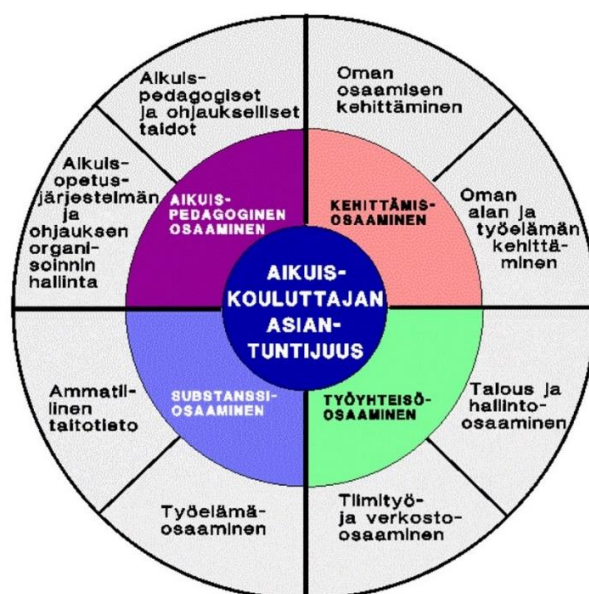 Aikuis-
pedagogiset
ja ohjaukselliset
taidot
Oman
osaamisen
kehittäminen
Aikuis-
opetus-
järjestelmän
ja
ohjauksen
organi-
soinnin
hallinta
AIKUIS-
PEDAGOGINEN
OSAAMINEN
KEHITTÄMIS-
OSAAMINEN
Oman
alan ja
työelämän
kehittä-
minen
AIKUIS-
KOULUTTAJAN
ASIAN-
TUNTIJUUS
Ammatil-
linen
taitotieto
SUBSTANSSI-
OSAAMINEN
TYÖYHTEISÖ-
OSAAMINEN
Talous ja
hallinto-
osaaminen
Työelämä-
osaaminen
Tiimityö-
ja verkosto-
osaaminen